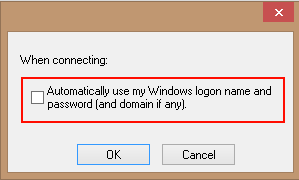 When connecting:
Automatically use my Windows logon name and
password (and domain if any).
OK
Cancel